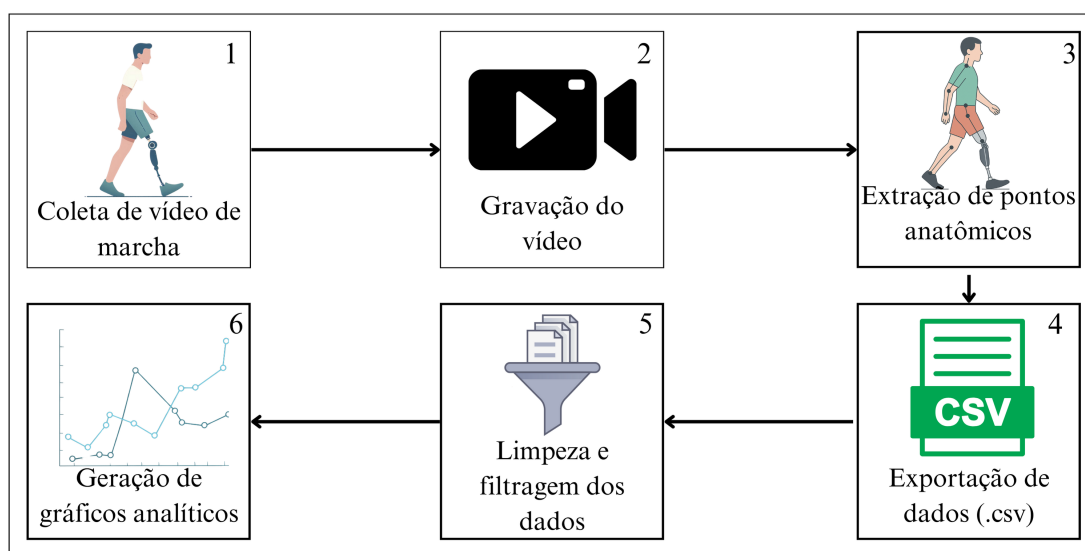 1
Coleta de vídeo de
marcha
2
Gravação do
vídeo
3
Extração de pontos
anatômicos
4
CSV
Exportação de
dados (.csv)
5
Limpeza e
filtragem dos
dados
6
Geração de
gráficos analíticos